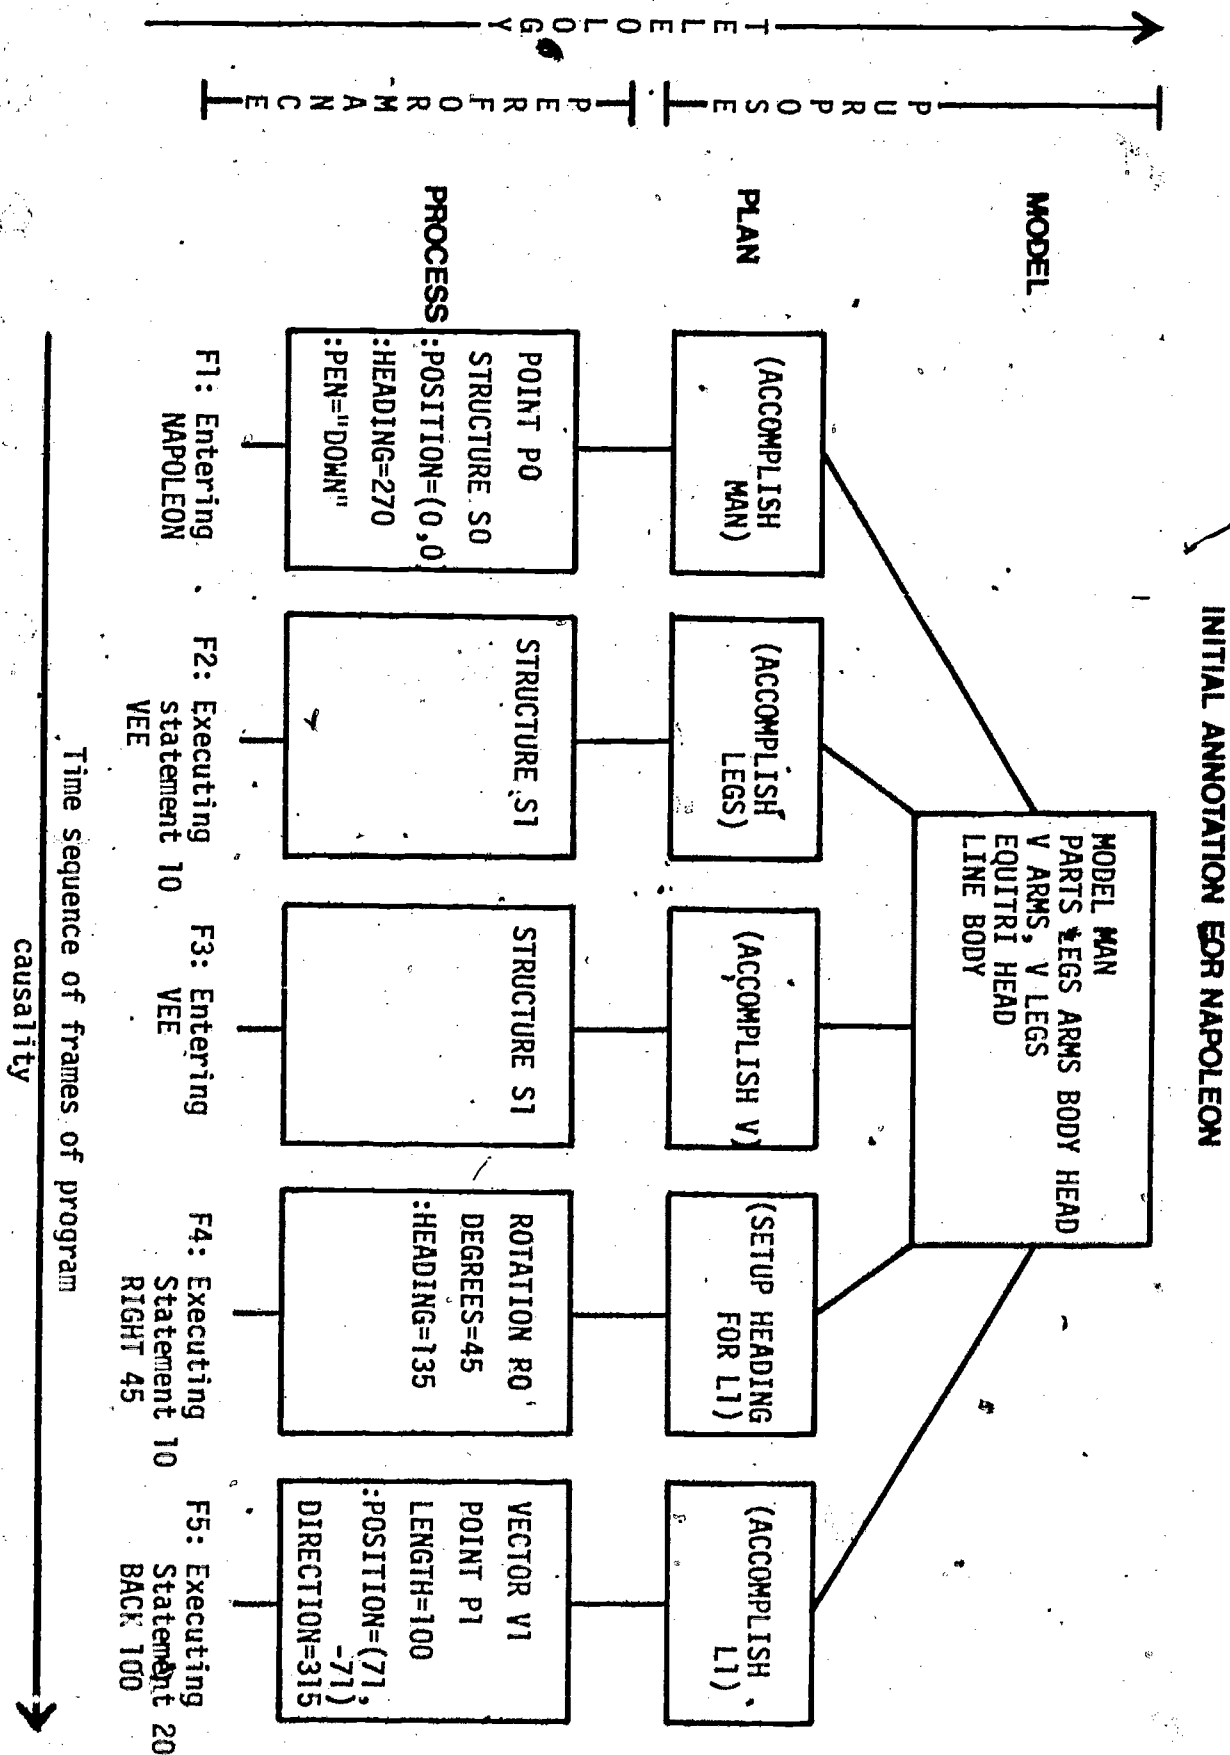 INITIAL ANNOTATION FOR NAPOLEON
TELEOLOGY
PURPOSE
PERFORMANCE
MODEL
MODEL MAN
PARTS LEGS ARMS BODY HEAD
V ARMS, V LEGS
EQUITRI HEAD
LINE BODY
PLAN
(ACCOMPLISH
MAN)
(ACCOMPLISH
LEGS)
(ACCOMPLISH V)
(SETUP HEADING
FOR L1)
(ACCOMPLISH
L1)
PROCESS
POINT P0
STRUCTURE S0
:POSITION=(0,0)
:HEADING=270
:PEN="DOWN"
STRUCTURE S1
STRUCTURE S1
ROTATION R0
DEGREES=45
:HEADING=135
VECTOR V1
POINT P1
LENGTH=100
:POSITION=(71,
-71)
DIRECTION=315
F1: Entering
NAPOLEON
F2: Executing
statement 10
VEE
F3: Entering
VEE
F4: Executing
Statement 10
RIGHT 45
F5: Executing
Statement 20
BACK 100
Time sequence of frames of program
causality